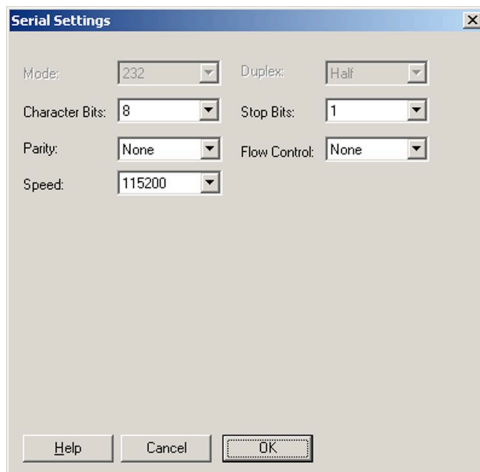 Serial Settings
Mode: 232 Duplex: Half
Character Bits: 8 Stop Bits: 1
Parity: None Flow Control: None
Speed: 115200
Help Cancel OK